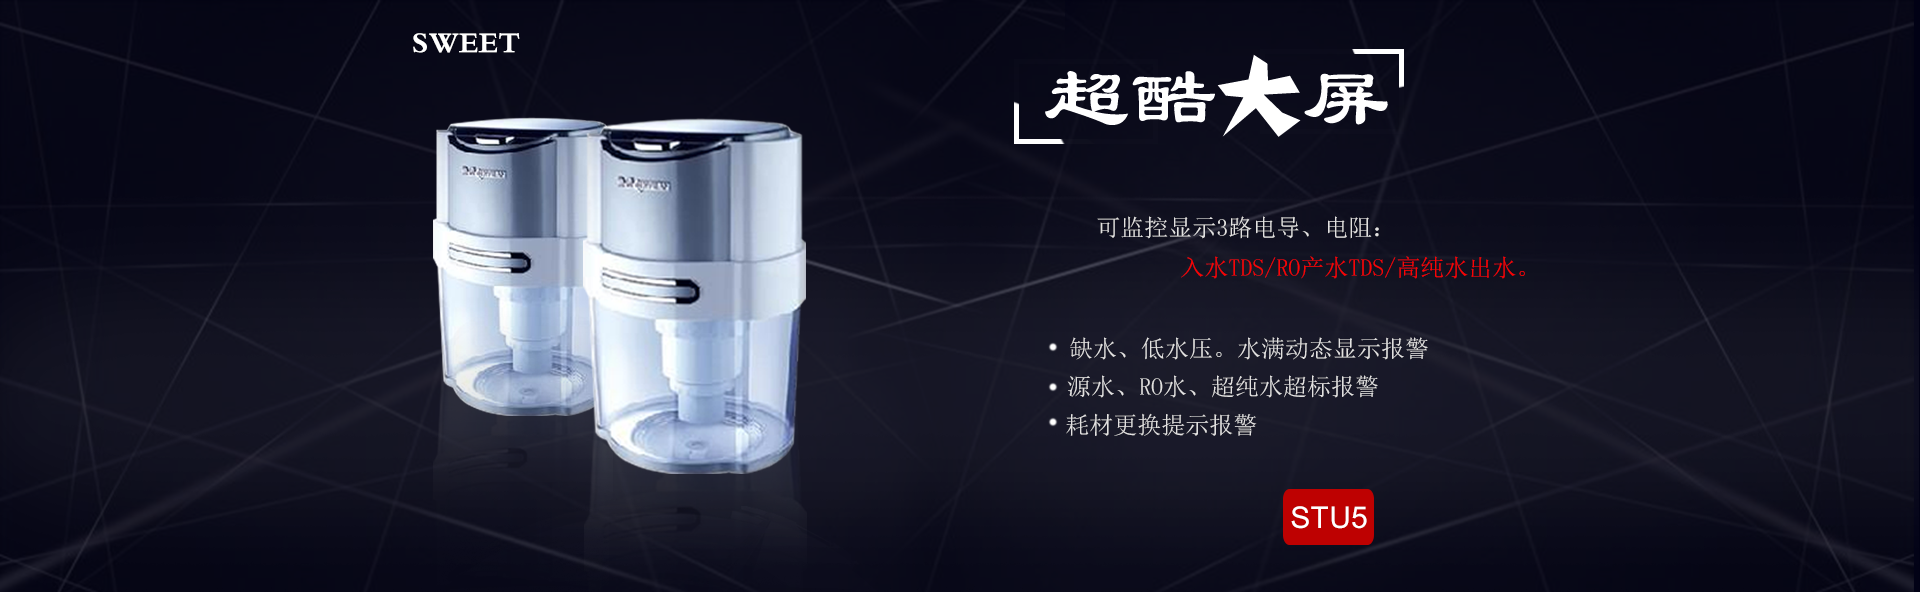 SWEET
超酷大屏
可监控显示3路电导、电阻：
入水TDS/RO产水TDS/高纯水出水。
• 缺水、低水压。水满动态显示报警
• 源水、RO水、超纯水超标报警
• 耗材更换提示报警
STU5